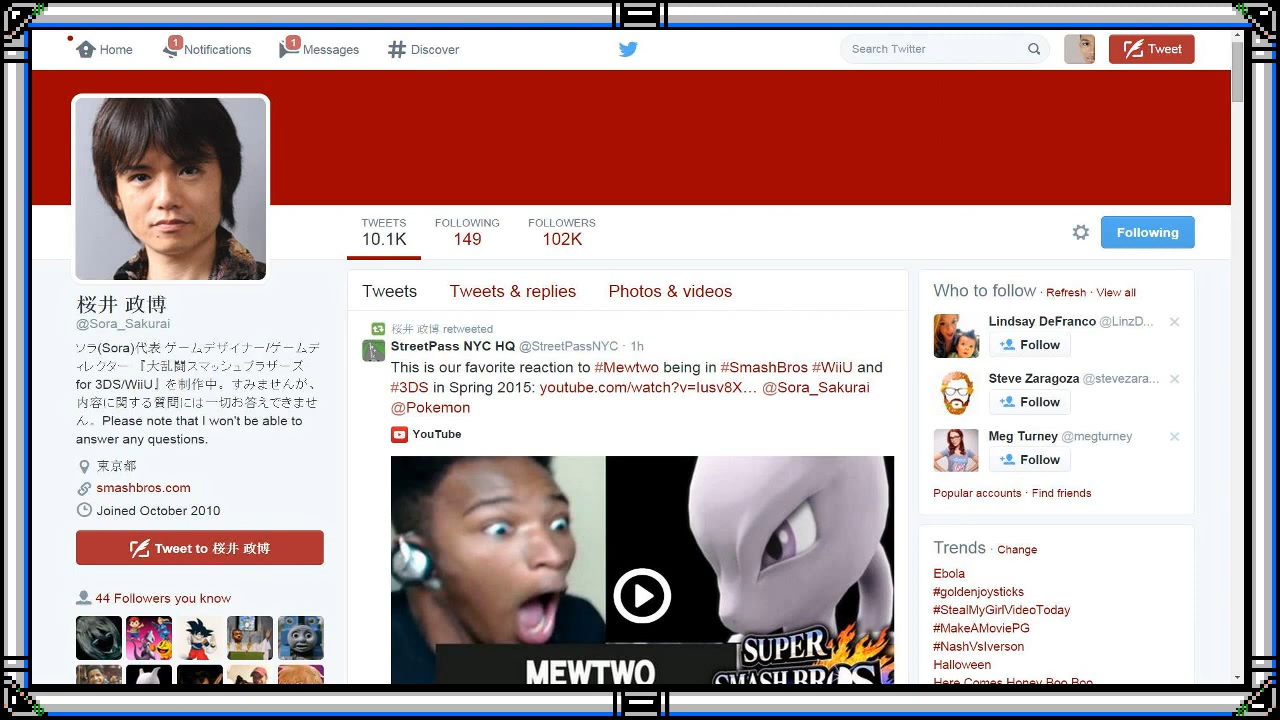 Home
1
Notifications
1
Messages
Discover
Search Twitter
Tweet
TWEETS
10.1K
FOLLOWING
149
FOLLOWERS
102K
Following
桜井 政博
@Sora_Sakurai
ソラ(Sora)代表 ゲームデザイナー/ゲームデ
ィレクター 『大乱闘スマッシュブラザーズ
for 3DS/WiiU』を制作中。すみませんが、
内容に関する質問には一切お答えできませ
ん。Please note that I won't be able to
answer any questions.
東京都
smashbros.com
Joined October 2010
Tweet to 桜井 政博
44 Followers you know
Tweets
Tweets & replies
Photos & videos
桜井 政博 retweeted
StreetPass NYC HQ @StreetPassNYC · 1h
This is our favorite reaction to #Mewtwo being in #SmashBros #WiiU and
#3DS in Spring 2015: youtube.com/watch?v=Iusv8X… @Sora_Sakurai
@Pokemon
YouTube
MEWTWO
SUPER
SMASH BROS
Who to follow · Refresh · View all
Lindsay DeFranco @LinzD...
Follow
Steve Zaragoza @stevezara...
Follow
Meg Turney @megturney
Follow
Popular accounts · Find friends
Trends · Change
Ebola
#goldenjoysticks
#StealMyGirlVideoToday
#MakeAMoviePG
#NashVsIverson
Halloween
Here Comes Honey Boo Boo